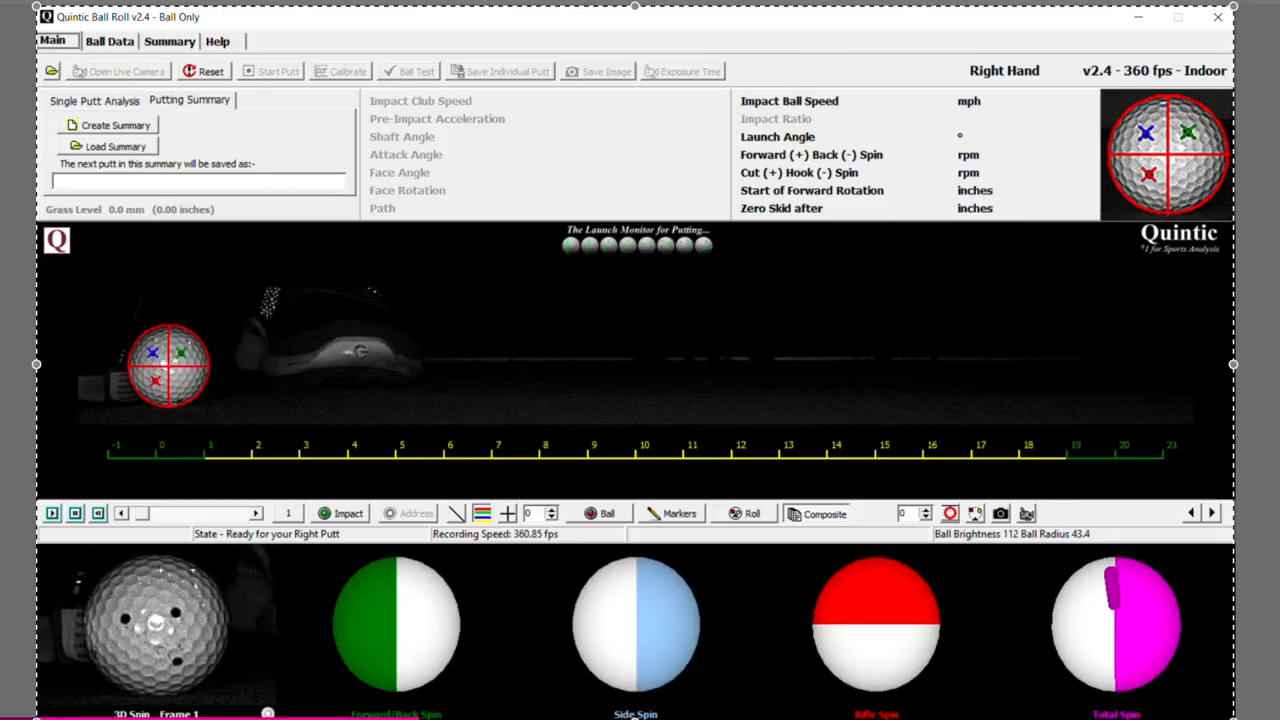 Q Quintic Ball Roll v2.4 - Ball Only
Main Ball Data Summary Help
Open Live Camera Reset Start Putt Calibrate Ball Test Save Individual Putt Save Image Exposure Time Right Hand v2.4 - 360 fps - Indoor
Single Putt Analysis Putting Summary
Create Summary
Load Summary
The next putt in this summary will be saved as:-
Grass Level 0.0 mm (0.00 inches)
Impact Club Speed
Pre-Impact Acceleration
Shaft Angle
Attack Angle
Face Angle
Face Rotation
Path
Impact Ball Speed mph
Impact Ratio
Launch Angle °
Forward (+) Back (-) Spin rpm
Cut (+) Hook (-) Spin rpm
Start of Forward Rotation inches
Zero Skid after inches
Q
The Launch Monitor for Putting...
Quintic
#1 for Sports Analysis
-1 0 1 2 3 4 5 6 7 8 9 10 11 12 13 14 15 16 17 18 19 20 21
1 Impact Address 0 Ball Markers Roll Composite 0
State - Ready for your Right Putt Recording Speed: 360.85 fps Ball Brightness 112 Ball Radius 43.4
3D Spin Frame 1 Forward/Back Spin Side Spin Rifle Spin Total Spin